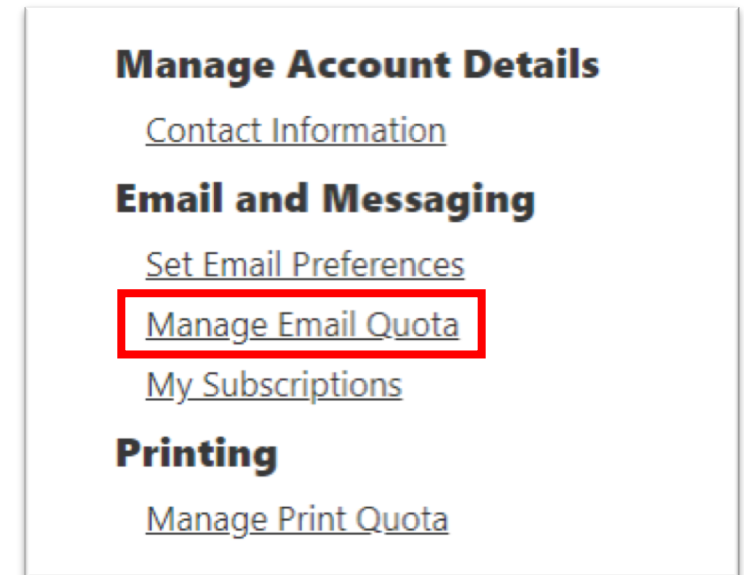 Manage Account Details
Contact Information
Email and Messaging
Set Email Preferences
Manage Email Quota
My Subscriptions
Printing
Manage Print Quota